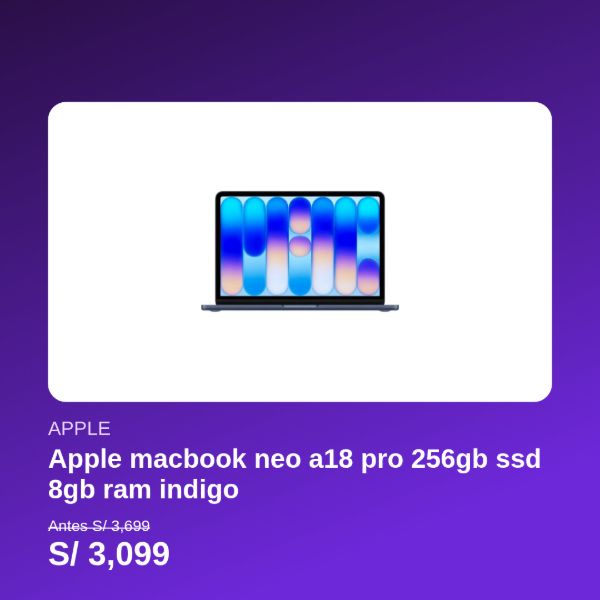 APPLE
Apple macbook neo a18 pro 256gb ssd
8gb ram indigo
Antes S/ 3,699
S/ 3,099